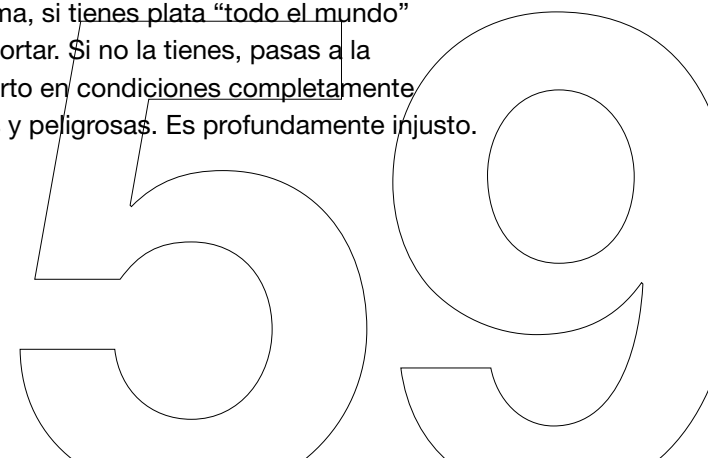 ma, si tienes plata “todo el mundo”
ortar. Si no la tienes, pasas a la
rto en condiciones completamente
s y peligrosas. Es profundamente injusto.
59